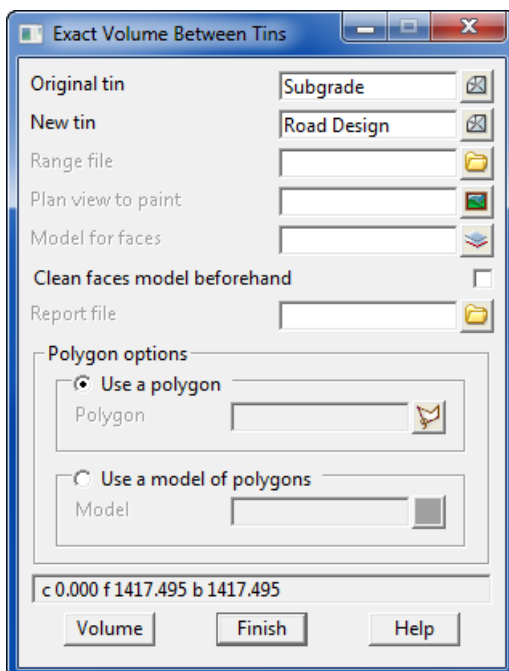 Exact Volume Between Tins
Original tin Subgrade
New tin Road Design
Range file
Plan view to paint
Model for faces
Clean faces model beforehand
Report file
Polygon options
Use a polygon
Polygon
Use a model of polygons
Model
c 0.000 f 1417.495 b 1417.495
Volume Finish Help